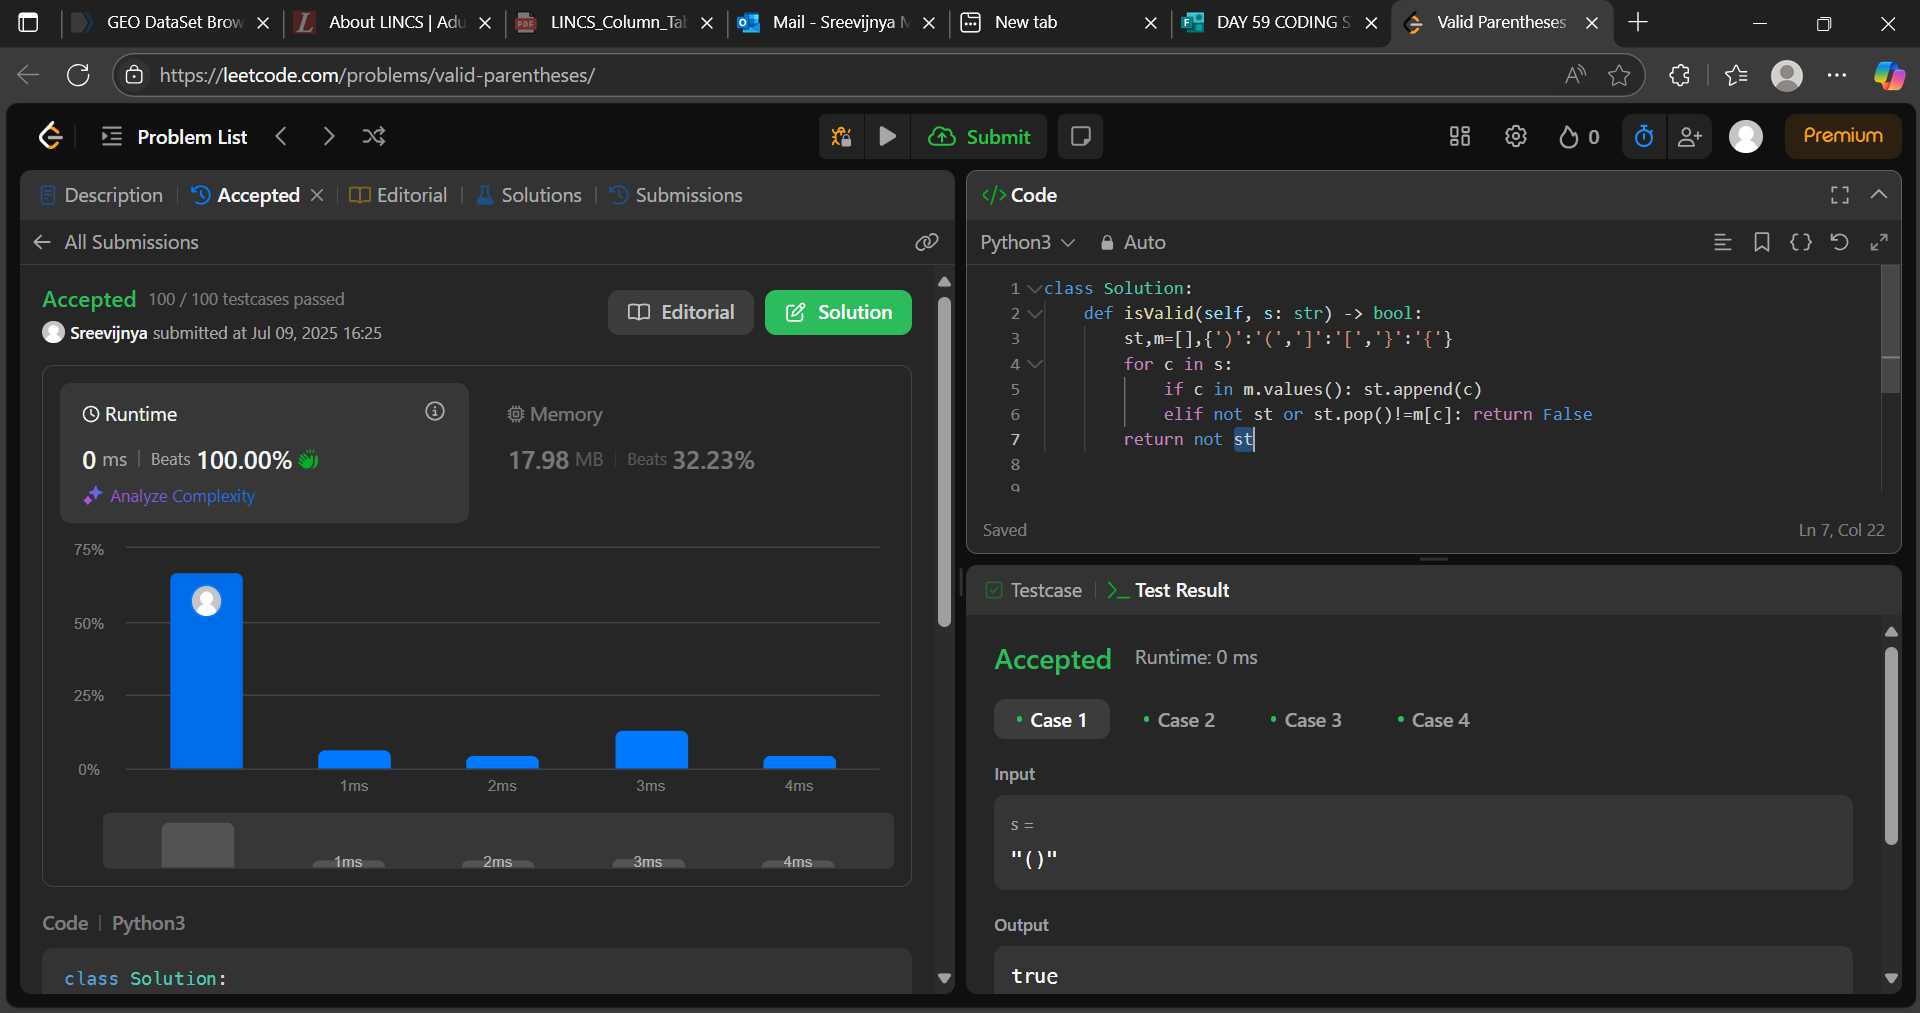 GEO DataSet Brow
About LINCS | Adu
LINCS_Column_Tab
Mail - Sreevijnya M
New tab
DAY 59 CODING S
Valid Parentheses
https://leetcode.com/problems/valid-parentheses/
Problem List
Submit
0
Premium
Description
Accepted
Editorial
Solutions
Submissions
All Submissions
Accepted 100 / 100 testcases passed
Sreevijnya submitted at Jul 09, 2025 16:25
Editorial
Solution
Runtime
0 ms Beats 100.00%
Analyze Complexity
Memory
17.98 MB Beats 32.23%
75%
50%
25%
0%
1ms 2ms 3ms 4ms
1ms 2ms 3ms 4ms
Code | Python3
class Solution:
</> Code
Python3 Auto
1 class Solution:
2 def isValid(self, s: str) -> bool:
3 st,m=[],{')':'(',']':'[','}':'{'}
4 for c in s:
5 if c in m.values(): st.append(c)
6 elif not st or st.pop()!=m[c]: return False
7 return not st
8
9
Saved
Ln 7, Col 22
Testcase
>_ Test Result
Accepted Runtime: 0 ms
Case 1 Case 2 Case 3 Case 4
Input
s =
"()"
Output
true